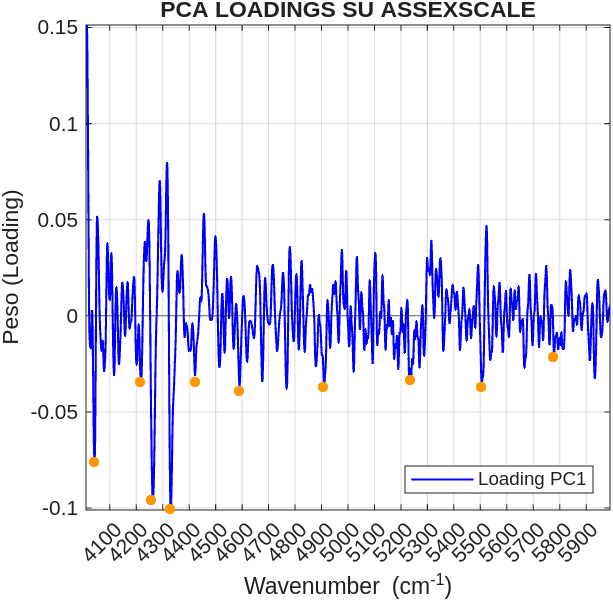 PCA LOADINGS SU ASSEXSCALE
0.15
0.1
0.05
0
-0.05
-0.1
Peso (Loading)
Loading PC1
4100 4200 4300 4400 4500 4600 4700 4800 4900 5000 5100 5200 5300 5400 5500 5600 5700 5800 5900
Wavenumber (cm-1)